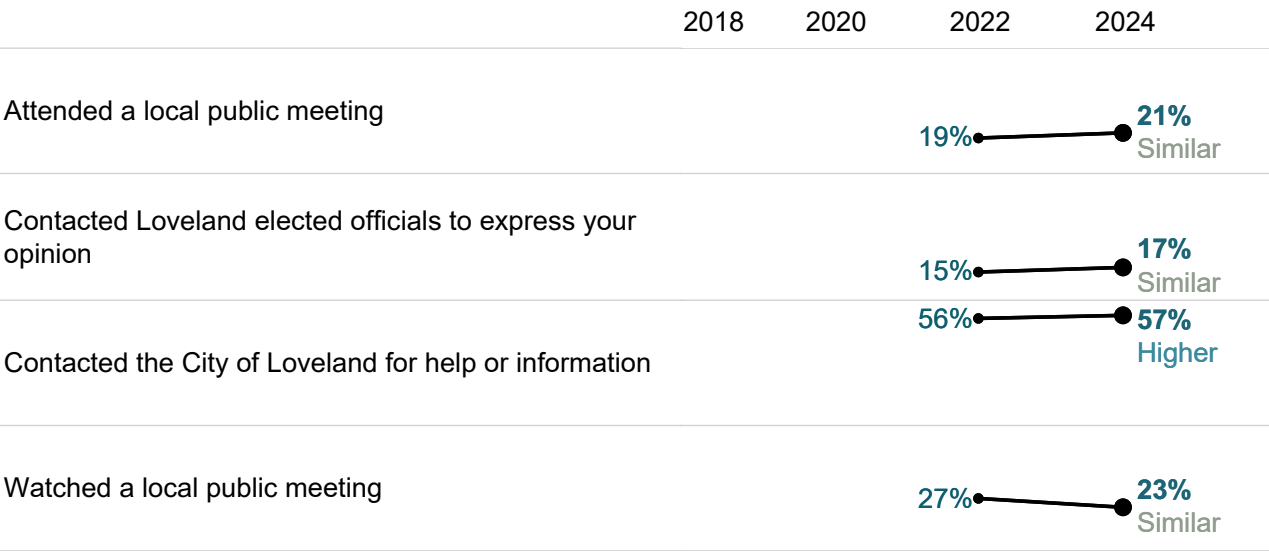 2018 2020 2022 2024
Attended a local public meeting
19%
21%
Similar
Contacted Loveland elected officials to express your
opinion
15%
17%
Similar
Contacted the City of Loveland for help or information
56%
57%
Higher
Watched a local public meeting
27%
23%
Similar